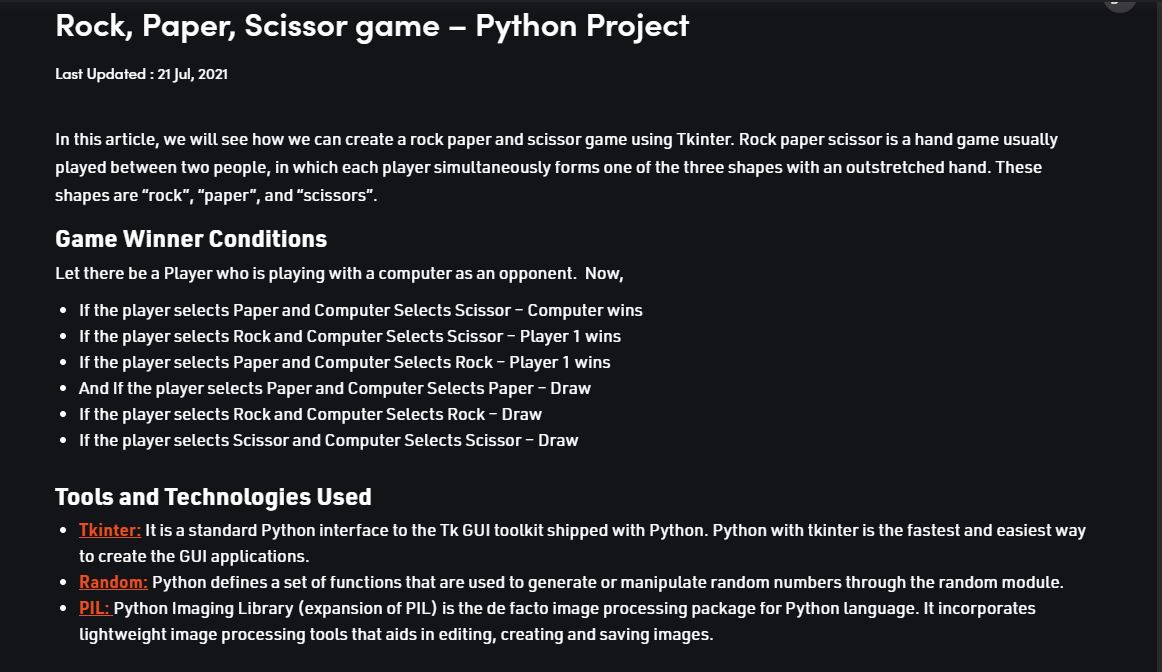 Rock, Paper, Scissor game – Python Project
Last Updated : 21 Jul, 2021
In this article, we will see how we can create a rock paper and scissor game using Tkinter. Rock paper scissor is a hand game usually
played between two people, in which each player simultaneously forms one of the three shapes with an outstretched hand. These
shapes are “rock”, “paper”, and “scissors”.
Game Winner Conditions
Let there be a Player who is playing with a computer as an opponent.  Now,
• If the player selects Paper and Computer Selects Scissor – Computer wins
• If the player selects Rock and Computer Selects Scissor – Player 1 wins
• If the player selects Paper and Computer Selects Rock – Player 1 wins
• And If the player selects Paper and Computer Selects Paper – Draw
• If the player selects Rock and Computer Selects Rock – Draw
• If the player selects Scissor and Computer Selects Scissor – Draw
Tools and Technologies Used
• Tkinter: It is a standard Python interface to the Tk GUI toolkit shipped with Python. Python with tkinter is the fastest and easiest way
to create the GUI applications.
• Random: Python defines a set of functions that are used to generate or manipulate random numbers through the random module.
• PIL: Python Imaging Library (expansion of PIL) is the de facto image processing package for Python language. It incorporates
lightweight image processing tools that aids in editing, creating and saving images.